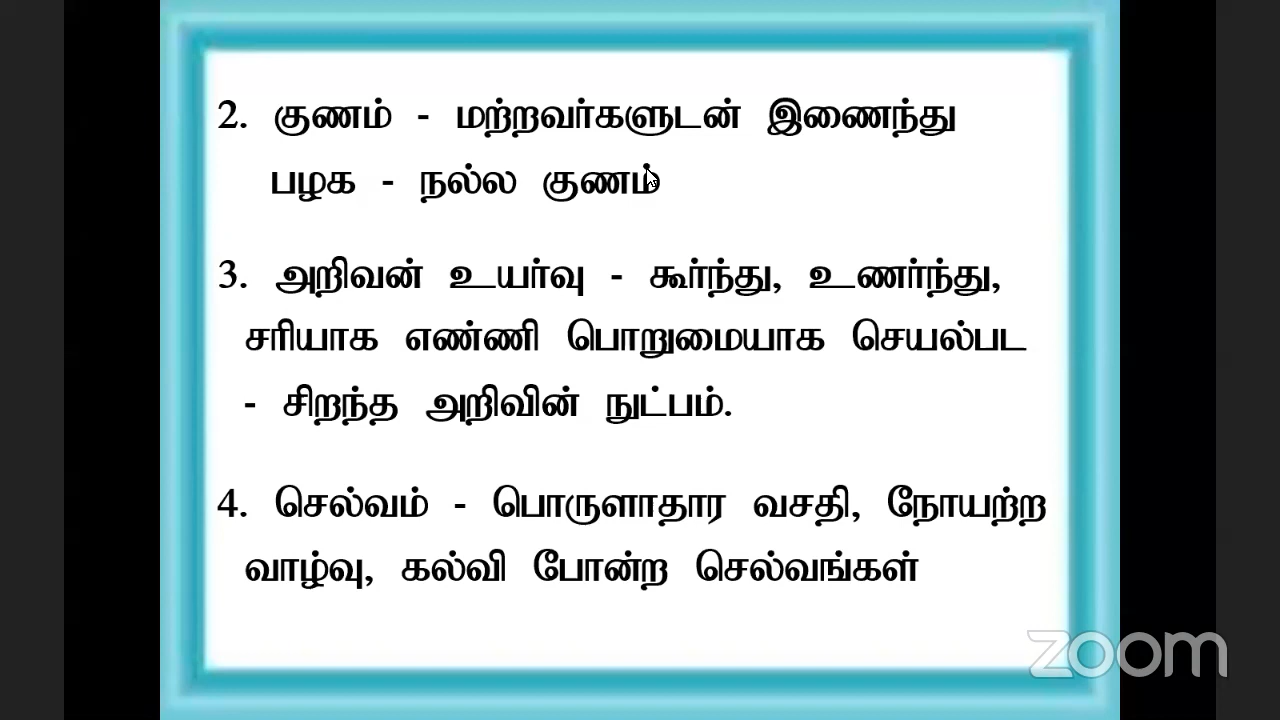 2. குணம் - மற்றவர்களுடன் இணைந்து
பழக - நல்ல குணம்
3. அறிவன் உயர்வு - கூர்ந்து, உணர்ந்து,
சரியாக எண்ணி பொறுமையாக செயல்பட
- சிறந்த அறிவின் நுட்பம்.
4. செல்வம் - பொருளாதார வசதி, நோயற்ற
வாழ்வு, கல்வி போன்ற செல்வங்கள்
zoom